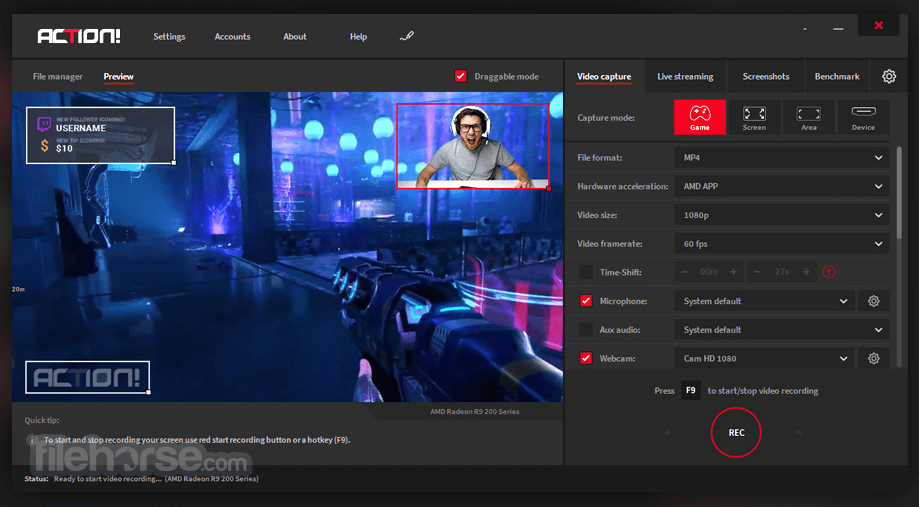 ACTION!
Settings Accounts About Help
File manager Preview Draggable mode
Video capture Live streaming Screenshots Benchmark
NEW FOLLOWER ICOMING!
USERNAME
NEW TIP ICOMING!
$ $10
20m
ACTION!
AMD Radeon R9 200 Series
Capture mode: Game Screen Area Device
File format: MP4
Hardware acceleration: AMD APP
Video size: 1080p
Video framerate: 60 fps
Time-Shift: − 00m + − 27s +
Microphone: System default
Aux audio: System default
Webcam: Cam HD 1080
Press F9 to start/stop video recording
REC
Quick tip:
i To start and stop recording your screen use red start recording button or a hotkey (F9).
filehorse.com
Status: Ready to start video recording... (AMD Radeon R9 200 Series)